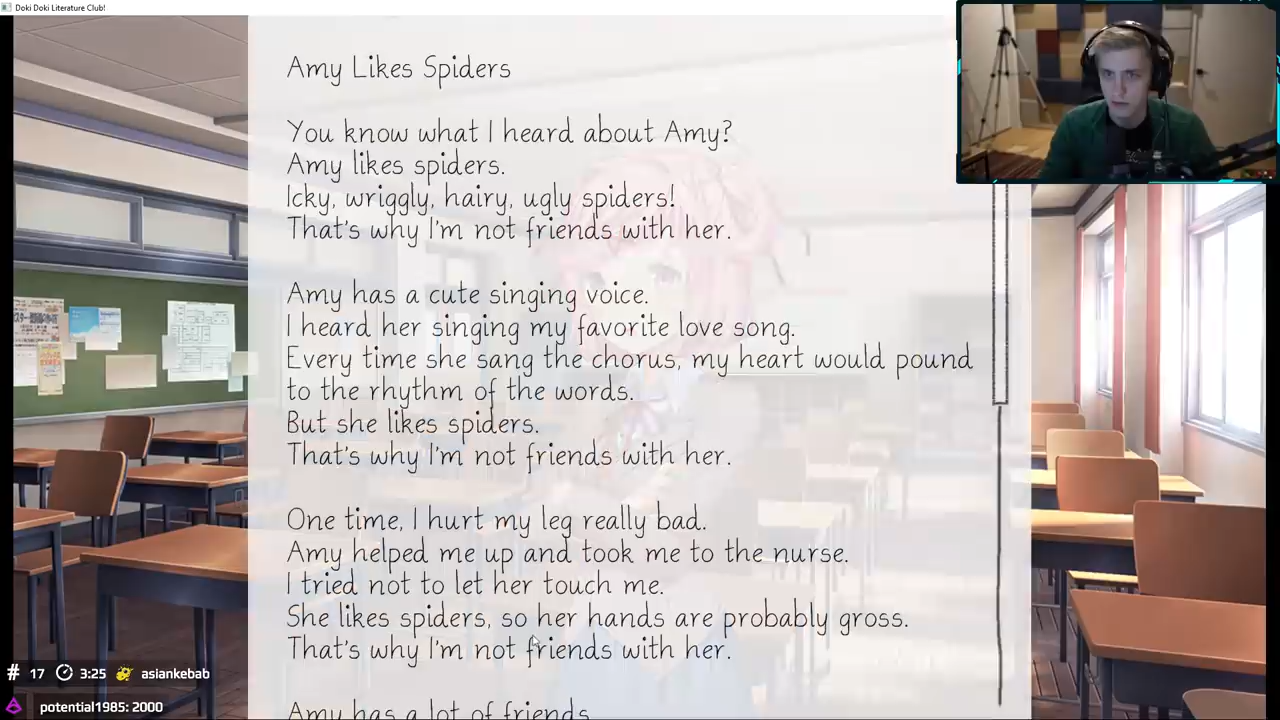 Doki Doki Literature Club!
Amy Likes Spiders
You know what I heard about Amy?
Amy likes spiders.
Icky, wriggly, hairy, ugly spiders!
That's why I'm not friends with her.
Amy has a cute singing voice.
I heard her singing my favorite love song.
Every time she sang the chorus, my heart would pound
to the rhythm of the words.
But she likes spiders.
That's why I'm not friends with her.
One time, I hurt my leg really bad.
Amy helped me up and took me to the nurse.
I tried not to let her touch me.
She likes spiders, so her hands are probably gross.
That's why I'm not friends with her.
Amy has a lot of friends.
# 17 3:25 asiankebab
potential1985: 2000